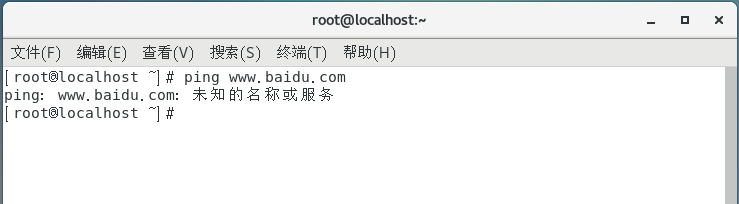 root@localhost:~
文件(F) 编辑(E) 查看(V) 搜索(S) 终端(T) 帮助(H)
[root@localhost ~]# ping www.baidu.com
ping: www.baidu.com: 未知的名称或服务
[root@localhost ~]#